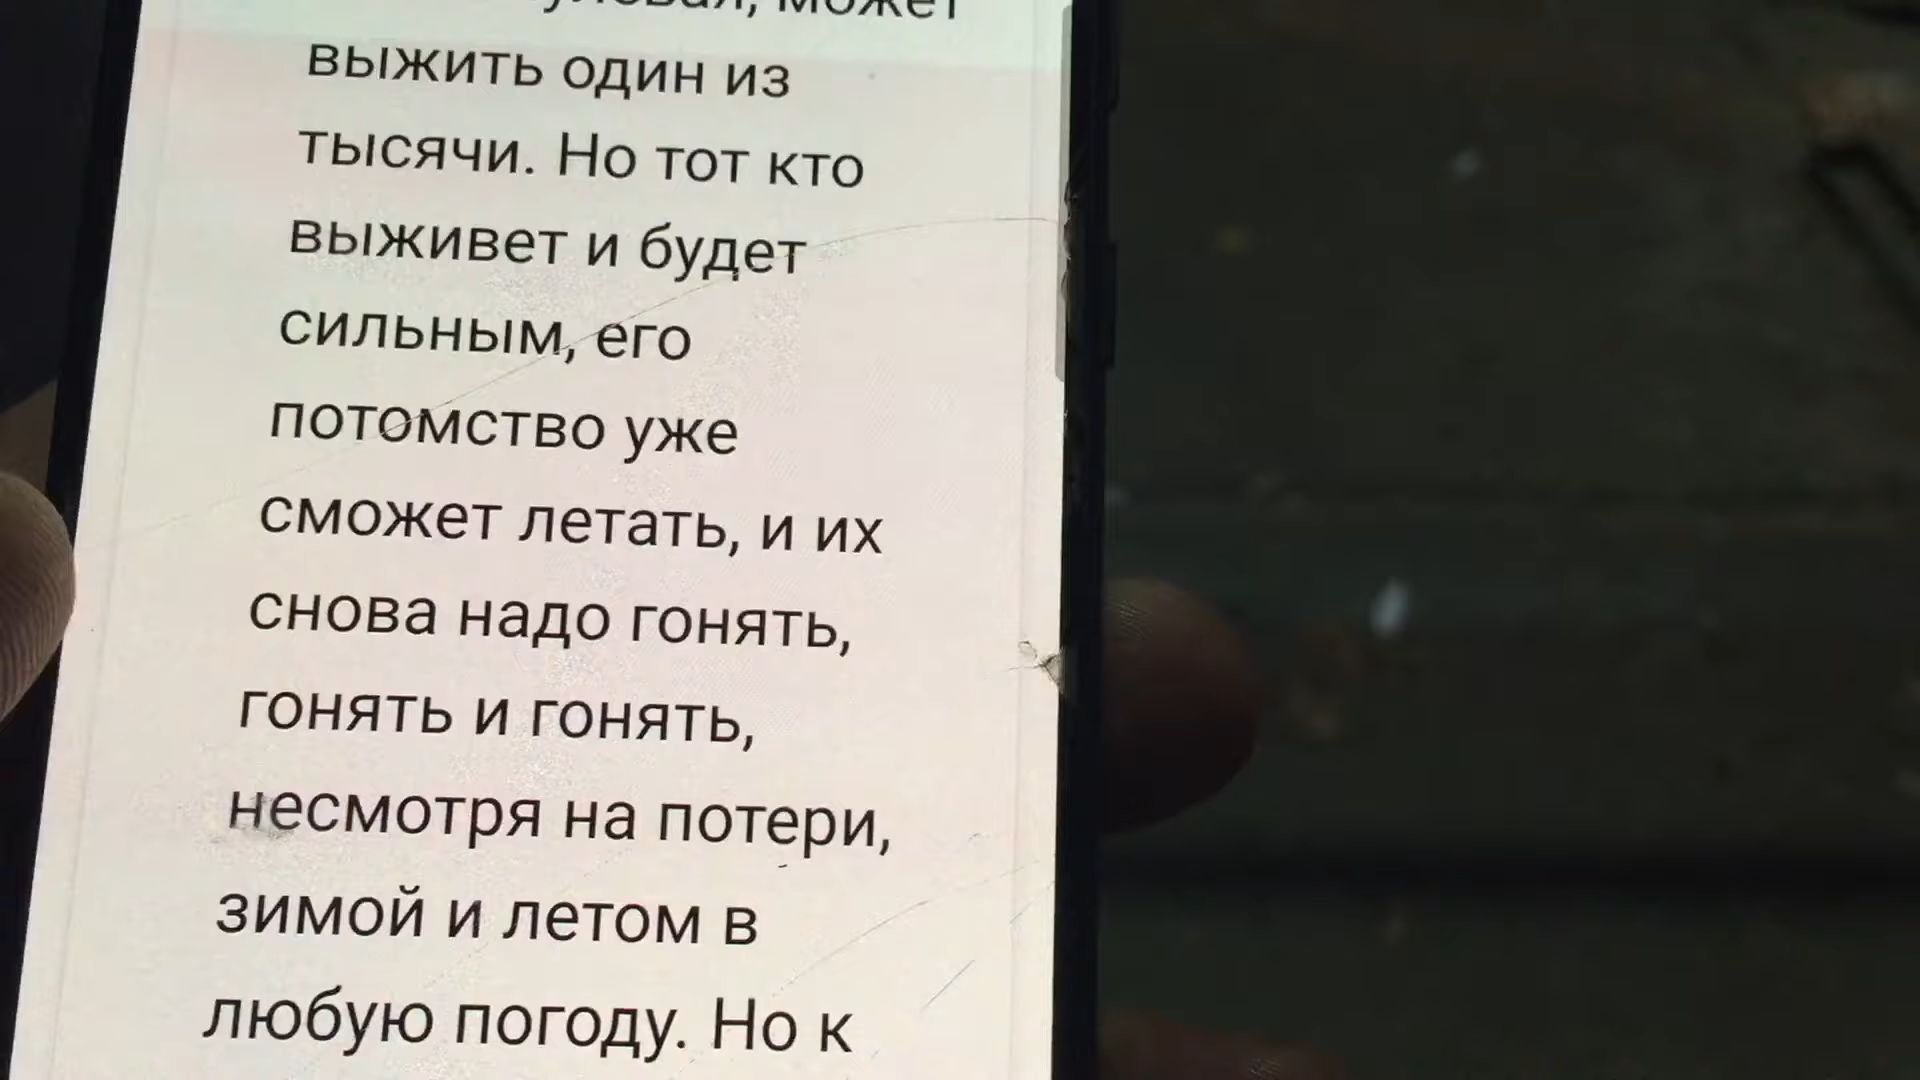 может
выжить один из
тысячи. Но тот кто
выживет и будет
сильным, его
потомство уже
сможет летать, и их
снова надо гонять,
гонять и гонять,
несмотря на потери,
зимой и летом в
любую погоду. Но к